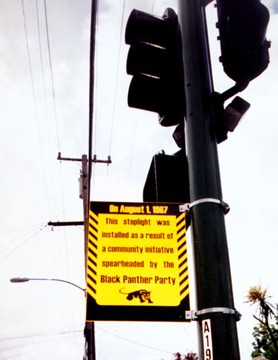 On August 1, 1967
This stoplight was
installed as a result of
a community initiative
spearheaded by the
Black Panther Party
A19